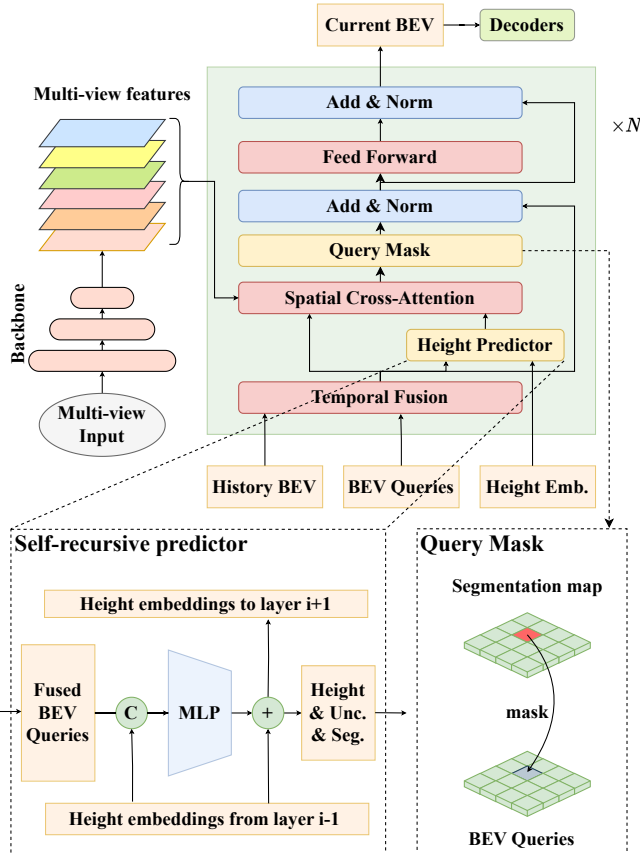 Current BEV
Decoders
Multi-view features
Add & Norm
×N
Feed Forward
Add & Norm
Query Mask
Spatial Cross-Attention
Backbone
Height Predictor
Temporal Fusion
Multi-view
Input
History BEV
BEV Queries
Height Emb.
Self-recursive predictor
Height embeddings to layer i+1
Fused
BEV
Queries
C
MLP
+
Height
& Unc.
& Seg.
Height embeddings from layer i-1
Query Mask
Segmentation map
mask
BEV Queries